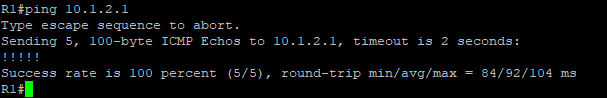 R1#ping 10.1.2.1
Type escape sequence to abort.
Sending 5, 100-byte ICMP Echos to 10.1.2.1, timeout is 2 seconds:
!!!!!
Success rate is 100 percent (5/5), round-trip min/avg/max = 84/92/104 ms
R1#